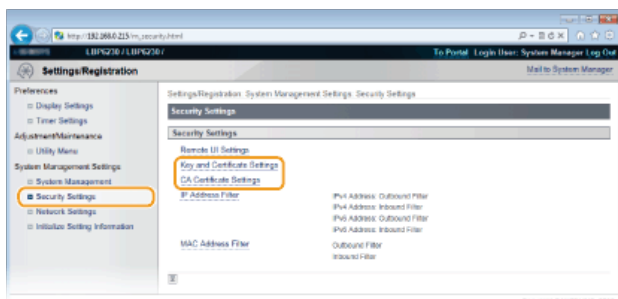 http://192.168.0.215/m_security.html
LBP6230 / LBP6230 /
To Portal Login User: System Manager Log Out
Settings/Registration
Mail to System Manager
Preferences
Display Settings
Timer Settings
Adjustment/Maintenance
Utility Menu
System Management Settings
System Management
Security Settings
Network Settings
Initialize Setting Information
Settings/Registration: System Management Settings: Security Settings
Security Settings
Security Settings
Remote UI Settings
Key and Certificate Settings
CA Certificate Settings
IP Address Filter
IPv4 Address: Outbound Filter
IPv4 Address: Inbound Filter
IPv6 Address: Outbound Filter
IPv6 Address: Inbound Filter
MAC Address Filter
Outbound Filter
Inbound Filter